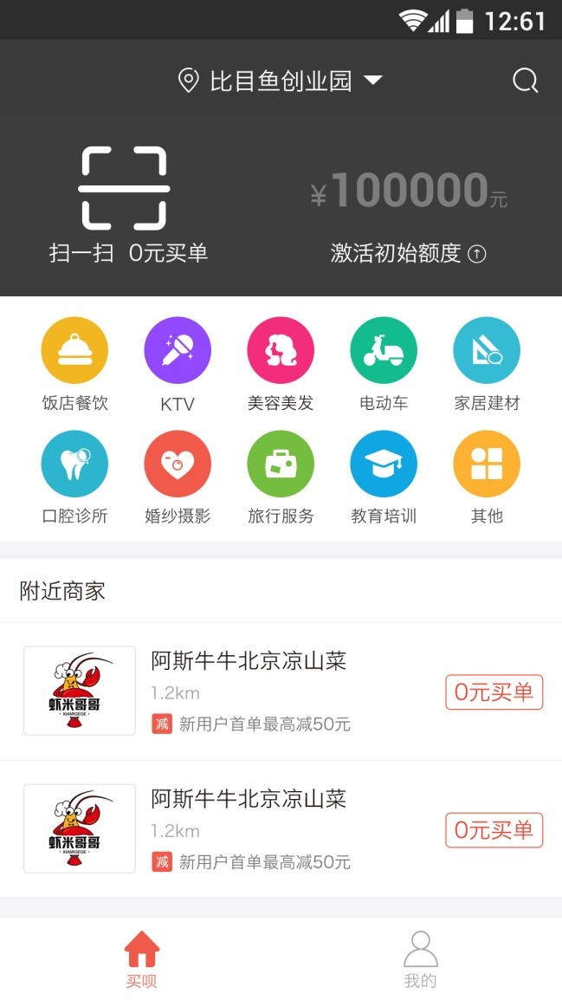 12:61
比目鱼创业园
¥100000元
扫一扫 0元买单
激活初始额度
饭店餐饮 KTV 美容美发 电动车 家居建材
口腔诊所 婚纱摄影 旅行服务 教育培训 其他
附近商家
虾米哥哥
·XIAMIGEGE·
阿斯牛牛北京凉山菜
1.2km
减 新用户首单最高减50元
0元买单
虾米哥哥
·XIAMIGEGE·
阿斯牛牛北京凉山菜
1.2km
减 新用户首单最高减50元
0元买单
买呗 我的